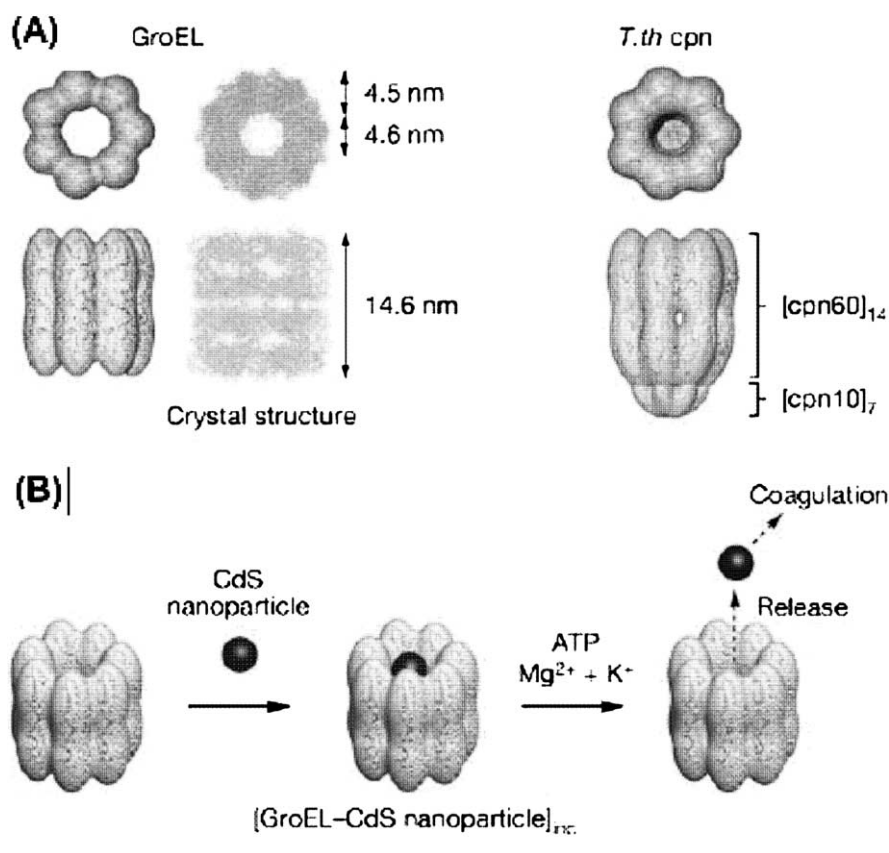 (A)
GroEL
T.th cpn
4.5 nm
4.6 nm
14.6 nm
[cpn60]14
[cpn10]7
Crystal structure
(B)
Coagulation
CdS
nanoparticle
Release
ATP
Mg2+ + K+
[GroEL–CdS nanoparticle]